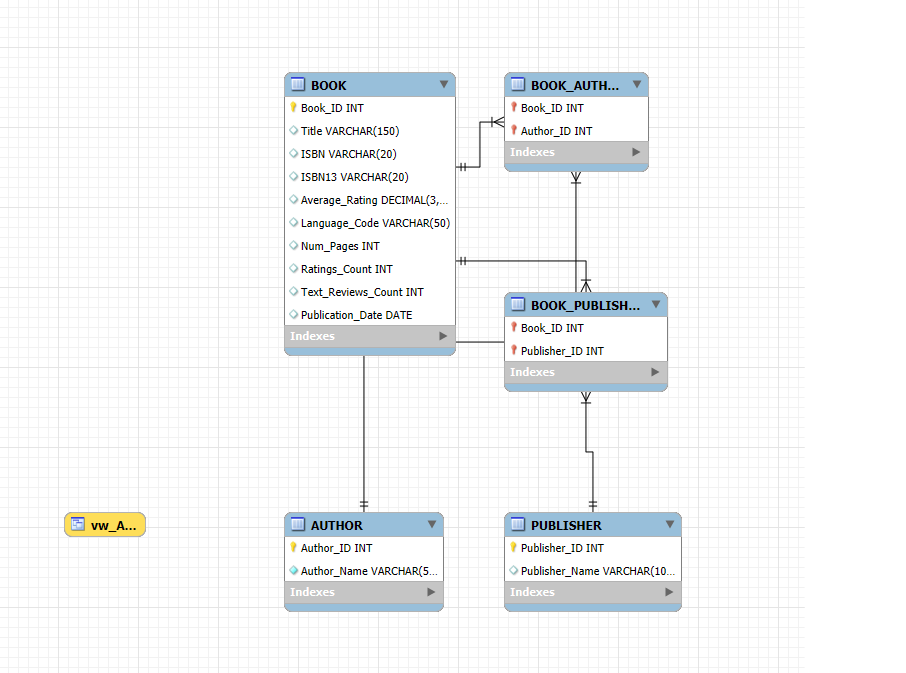 BOOK
Book_ID INT
Title VARCHAR(150)
ISBN VARCHAR(20)
ISBN13 VARCHAR(20)
Average_Rating DECIMAL(3,...
Language_Code VARCHAR(50)
Num_Pages INT
Ratings_Count INT
Text_Reviews_Count INT
Publication_Date DATE
Indexes
BOOK_AUTH...
Book_ID INT
Author_ID INT
Indexes
BOOK_PUBLISH...
Book_ID INT
Publisher_ID INT
Indexes
vw_A...
AUTHOR
Author_ID INT
Author_Name VARCHAR(5...
Indexes
PUBLISHER
Publisher_ID INT
Publisher_Name VARCHAR(10...
Indexes